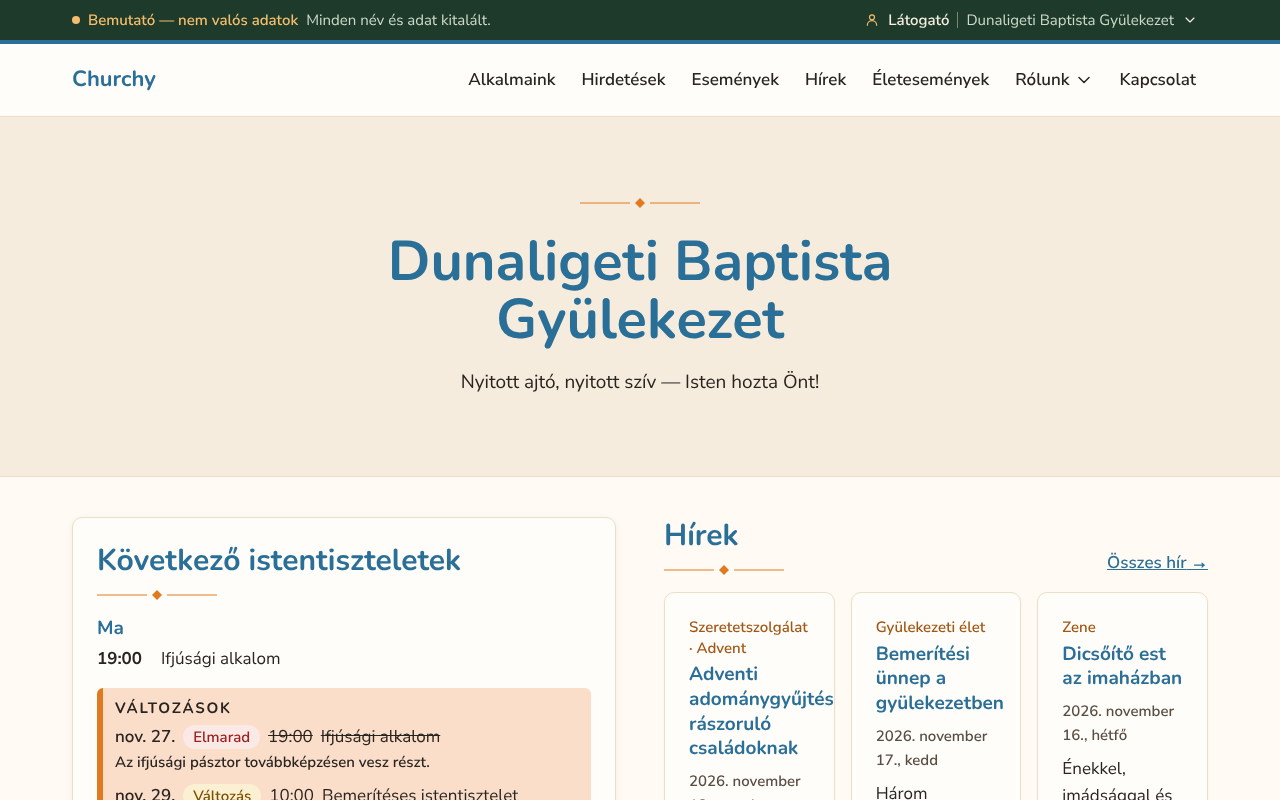 Bemutató — nem valós adatok Minden név és adat kitalált.
Látogató Dunaligeti Baptista Gyülekezet
Churchy
Alkalmaink Hirdetések Események Hírek Életesemények Rólunk Kapcsolat
Dunaligeti Baptista
Gyülekezet
Nyitott ajtó, nyitott szív — Isten hozta Önt!
Következő istentiszteletek
Ma
19:00 Ifjúsági alkalom
VÁLTOZÁSOK
nov. 27. Elmarad 19:00 Ifjúsági alkalom
Az ifjúsági pásztor továbbképzésen vesz részt.
nov. 29. Változás 10:00 Bemerítéses istentisztelet
Hírek
Összes hír →
Szeretetszolgálat
· Advent
Adventi
adománygyűjtés
rászoruló
családoknak
2026. november
Gyülekezeti élet
Bemerítési
ünnep a
gyülekezetben
2026. november
17., kedd
Három
Zene
Dicsőítő est
az imaházban
2026. november
16., hétfő
Énekkel,
imádsággal és